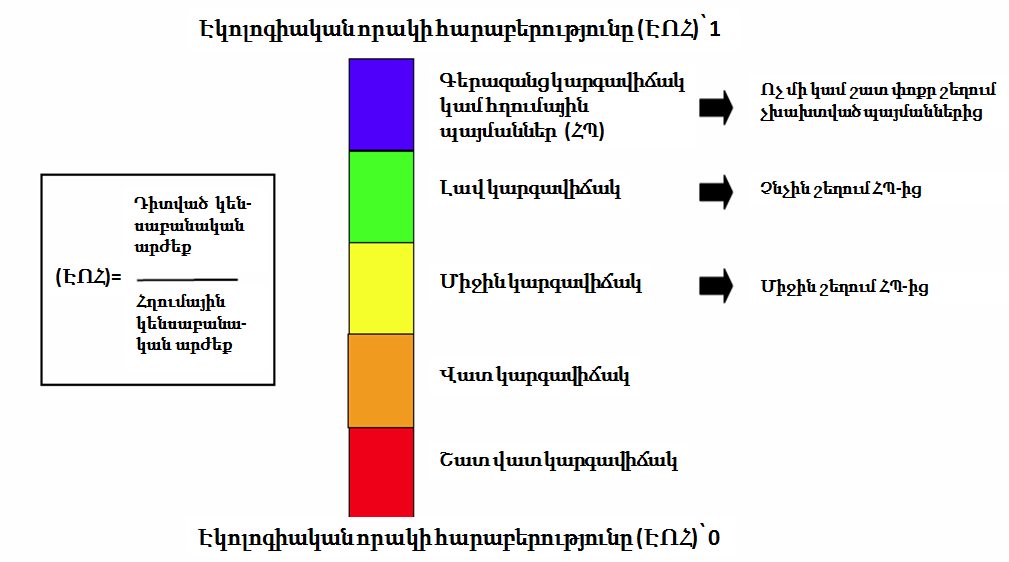 Էկոլոգիական որակի հարաբերությունը (ԷՈՀ)՝ 1
Գերազանց կարգավիճակ
կամ հղումային
պայմաններ (ՀՊ)
Ոչ մի կամ շատ փոքր շեղում
չխախտված պայմաններից
Լավ կարգավիճակ
Չնչին շեղում ՀՊ-ից
Դիտված կեն-
սաբանական
արժեք
(ԷՈՀ)=
Հղումային
կենսաբանա-
կան արժեք
Միջին կարգավիճակ
Միջին շեղում ՀՊ-ից
Վատ կարգավիճակ
Շատ վատ կարգավիճակ
Էկոլոգիական որակի հարաբերությունը (ԷՈՀ)՝ 0